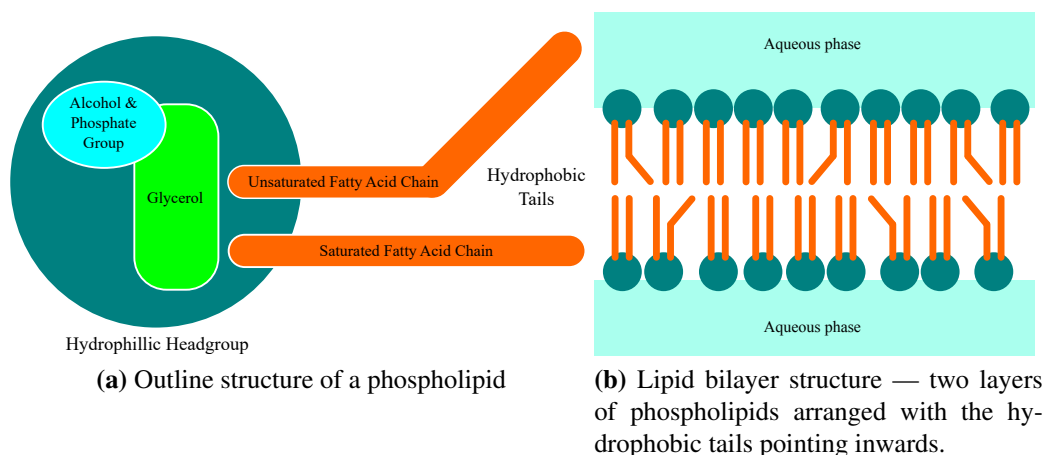 Alcohol &
Phosphate
Group
Glycerol
Unsaturated Fatty Acid Chain
Saturated Fatty Acid Chain
Hydrophobic
Tails
Hydrophillic Headgroup
(a) Outline structure of a phospholipid
Aqueous phase
Aqueous phase
(b) Lipid bilayer structure — two layers
of phospholipids arranged with the hy-
drophobic tails pointing inwards.